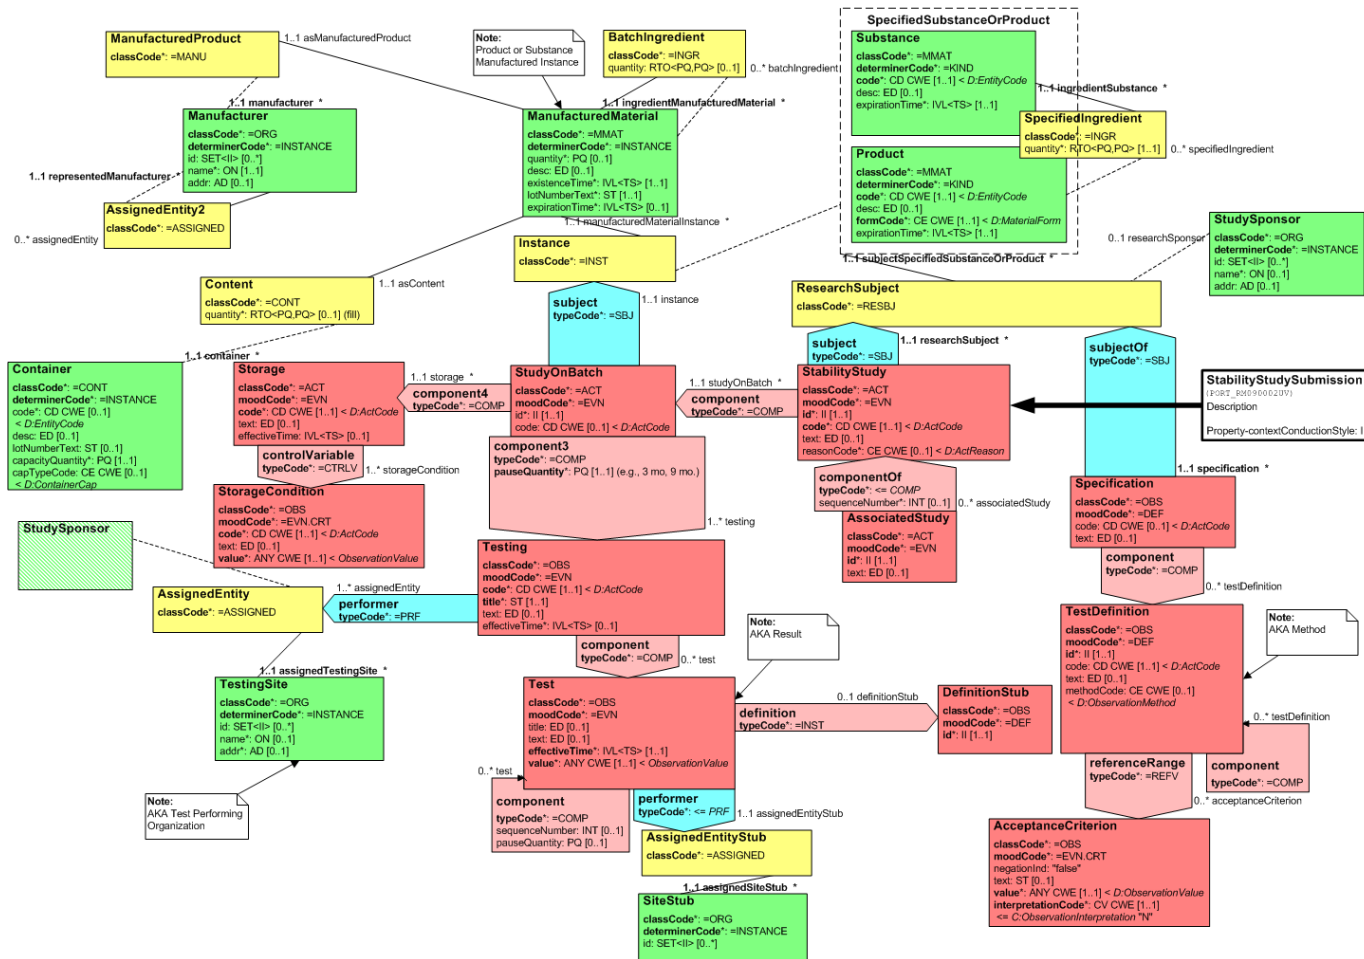 ManufacturedProduct
classCode*: =MANU
1..1 asManufacturedProduct
Note:
Product or Substance
Manufactured Instance
BatchIngredient
classCode*: =INGR
quantity: RTO<PQ,PQ> [0..1]
0..* batchIngredient
SpecifiedSubstanceOrProduct
Substance
classCode*: =MMAT
determinerCode*: =KIND
code*: CD CWE [1..1] < D:EntityCode
desc: ED [0..1]
expirationTime*: IVL<TS> [1..1]
1..1 ingredientSubstance *
SpecifiedIngredient
classCode*: =INGR
quantity*: RTO<PQ,PQ> [1..1]
0..* specifiedIngredient
Product
classCode*: =MMAT
determinerCode*: =KIND
code*: CD CWE [1..1] < D:EntityCode
desc: ED [0..1]
formCode*: CE CWE [1..1] < D:MaterialForm
expirationTime*: IVL<TS> [1..1]
1..1 manufacturer *
Manufacturer
classCode*: =ORG
determinerCode*: =INSTANCE
id: SET<II> [0..*]
name*: ON [1..1]
addr: AD [0..1]
1..1 representedManufacturer *
AssignedEntity2
classCode*: =ASSIGNED
0..* assignedEntity
1..1 ingredientManufacturedMaterial *
ManufacturedMaterial
classCode*: =MMAT
determinerCode*: =INSTANCE
quantity*: PQ [0..1]
desc: ED [0..1]
existenceTime*: IVL<TS> [1..1]
lotNumberText*: ST [1..1]
expirationTime*: IVL<TS> [0..1]
1..1 manufacturedMaterialInstance *
Instance
classCode*: =INST
StudySponsor
classCode*: =ORG
determinerCode*: =INSTANCE
id: SET<II> [0..*]
name*: ON [0..1]
addr: AD [0..1]
0..1 researchSponsor
1..1 subjectSpecifiedSubstanceOrProduct *
ResearchSubject
classCode*: =RESBJ
Content
classCode*: =CONT
quantity*: RTO<PQ,PQ> [0..1] (fill)
1..1 asContent
subject
typeCode*: =SBJ
1..1 instance
subject
typeCode*: =SBJ
1..1 researchSubject *
subjectOf
typeCode*: =SBJ
1..1 container *
Container
classCode*: =CONT
determinerCode*: =INSTANCE
code*: CD CWE [0..1]
< D:EntityCode
desc: ED [0..1]
lotNumberText: ST [0..1]
capacityQuantity*: PQ [1..1]
capTypeCode: CE CWE [0..1]
< D:ContainerCap
Storage
classCode*: =ACT
moodCode*: =EVN
code*: CD CWE [1..1] < D:ActCode
text: ED [0..1]
effectiveTime: IVL<TS> [0..1]
1..1 storage *
component4
typeCode*: =COMP
StudyOnBatch
classCode*: =ACT
moodCode*: =EVN
id*: II [1..1]
code: CD CWE [0..1] < D:ActCode
1..1 studyOnBatch *
component
typeCode*: =COMP
StabilityStudy
classCode*: =ACT
moodCode*: =EVN
id*: II [1..1]
code*: CD CWE [1..1] < D:ActCode
text: ED [0..1]
reasonCode*: CE CWE [0..1] < D:ActReason
StabilityStudySubmission
(PORT_RM090002UV)
Description
Property-contextConductionStyle: I
controlVariable
typeCode*: =CTRLV
1..* storageCondition
component3
typeCode*: =COMP
pauseQuantity*: PQ [1..1] (e.g., 3 mo, 9 mo.)
1..* testing
componentOf
typeCode*: <= COMP
sequenceNumber*: INT [0..1]
0..* associatedStudy
AssociatedStudy
classCode*: =ACT
moodCode*: =EVN
id*: II [1..1]
text: ED [0..1]
1..1 specification *
Specification
classCode*: =OBS
moodCode*: =DEF
code: CD CWE [0..1] < D:ActCode
text: ED [0..1]
StorageCondition
classCode*: =OBS
moodCode*: =EVN.CRT
code*: CD CWE [1..1] < D:ActCode
text: ED [0..1]
value*: ANY CWE [1..1] < ObservationValue
StudySponsor
Testing
classCode*: =OBS
moodCode*: =EVN
code*: CD CWE [1..1] < D:ActCode
title*: ST [1..1]
text: ED [0..1]
effectiveTime*: IVL<TS> [0..1]
component
typeCode*: =COMP
0..* testDefinition
AssignedEntity
classCode*: =ASSIGNED
1..* assignedEntity
performer
typeCode*: =PRF
TestDefinition
classCode*: =OBS
moodCode*: =DEF
id*: II [1..1]
code: CD CWE [1..1] < D:ActCode
text: ED [0..1]
methodCode: CE CWE [0..1]
< D:ObservationMethod
Note:
AKA Method
Note:
AKA Result
component
typeCode*: =COMP
0..* test
1..1 assignedTestingSite *
TestingSite
classCode*: =ORG
determinerCode*: =INSTANCE
id: SET<II> [0..*]
name*: ON [0..1]
addr*: AD [0..1]
Note:
AKA Test Performing
Organization
Test
classCode*: =OBS
moodCode*: =EVN
title: ED [0..1]
text: ED [0..1]
effectiveTime*: IVL<TS> [1..1]
value*: ANY CWE [1..1] < ObservationValue
definition
typeCode*: =INST
0..1 definitionStub
DefinitionStub
classCode*: =OBS
moodCode*: =DEF
id*: II [1..1]
0..* testDefinition
component
typeCode*: =COMP
referenceRange
typeCode*: =REFV
0..* acceptanceCriterion
0..* test
component
typeCode*: =COMP
sequenceNumber: INT [0..1]
pauseQuantity: PQ [0..1]
performer
typeCode*: <= PRF
1..1 assignedEntityStub
AssignedEntityStub
classCode*: =ASSIGNED
1..1 assignedSiteStub *
SiteStub
classCode*: =ORG
determinerCode*: =INSTANCE
id: SET<II> [0..*]
AcceptanceCriterion
classCode*: =OBS
moodCode*: =EVN.CRT
negationInd: "false"
text: ST [0..1]
value*: ANY CWE [1..1] < D:ObservationValue
interpretationCode*: CV CWE [1..1]
<= C:ObservationInterpretation "N"